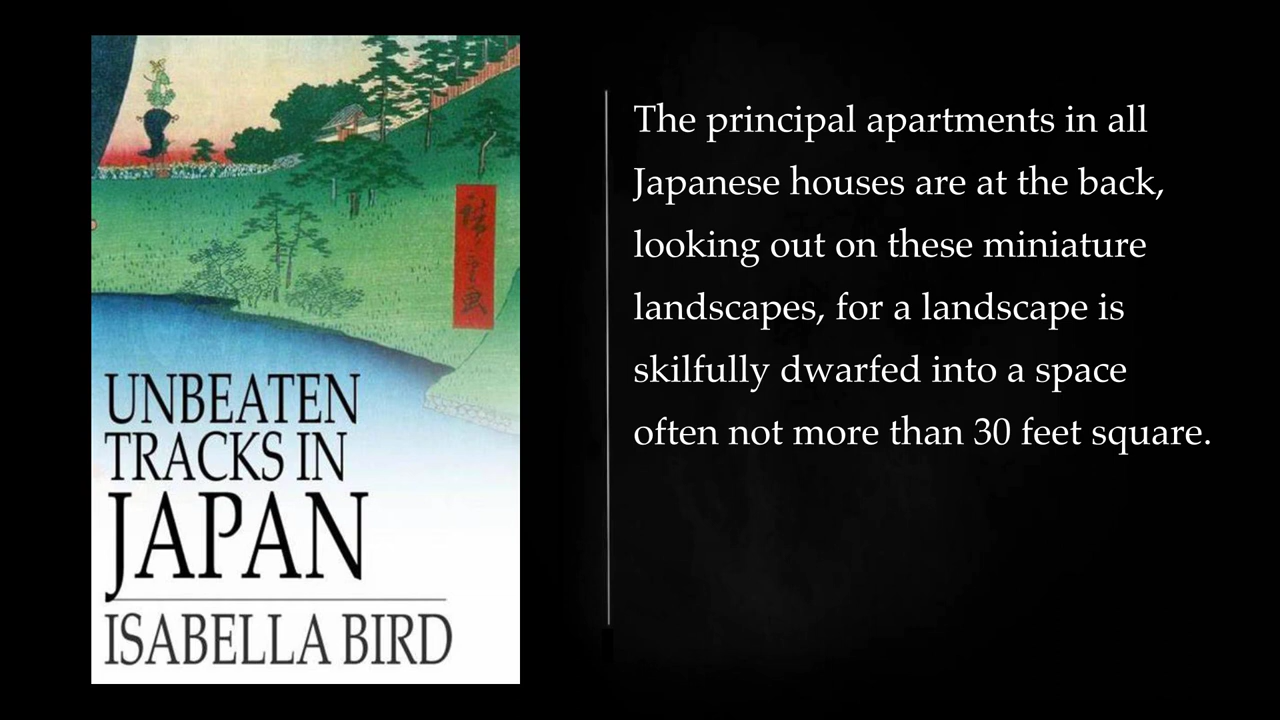 UNBEATEN
TRACKS IN
JAPAN
ISABELLA BIRD
The principal apartments in all
Japanese houses are at the back,
looking out on these miniature
landscapes, for a landscape is
skilfully dwarfed into a space
often not more than 30 feet square.